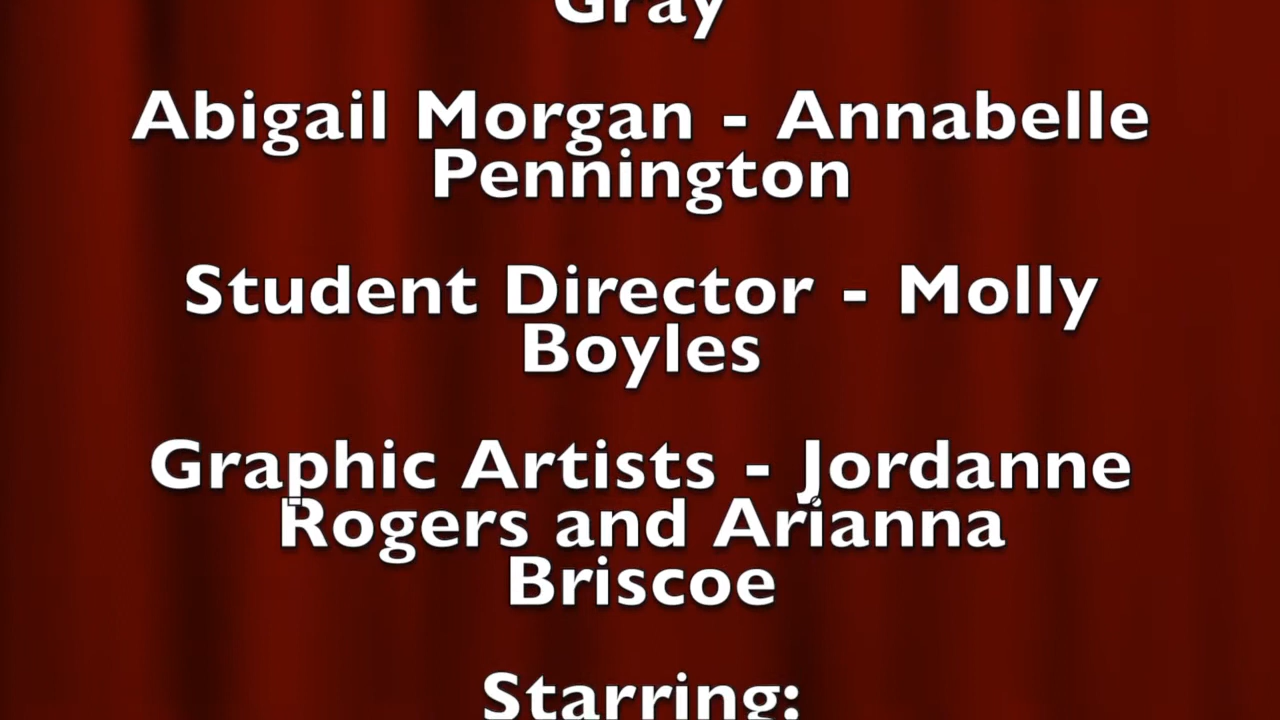 Gray
Abigail Morgan - Annabelle
Pennington
Student Director - Molly
Boyles
Graphic Artists - Jordanne
Rogers and Arianna
Briscoe
Starring: